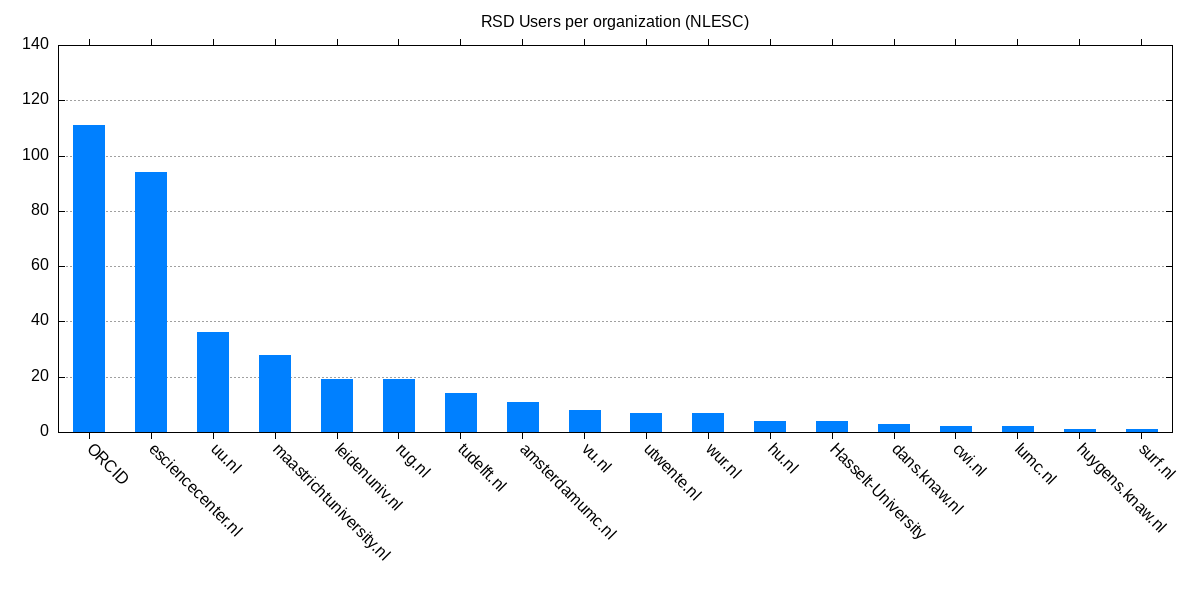 RSD Users per organization (NLESC)
140
120
100
80
60
40
20
0
ORCID
esciencecenter.nl
uu.nl
maastrichtuniversity.nl
leidenuniv.nl
rug.nl
tudelft.nl
amsterdamumc.nl
vu.nl
utwente.nl
wur.nl
hu.nl
Hasselt-University
dans.knaw.nl
cwi.nl
lumc.nl
huygens.knaw.nl
surf.nl